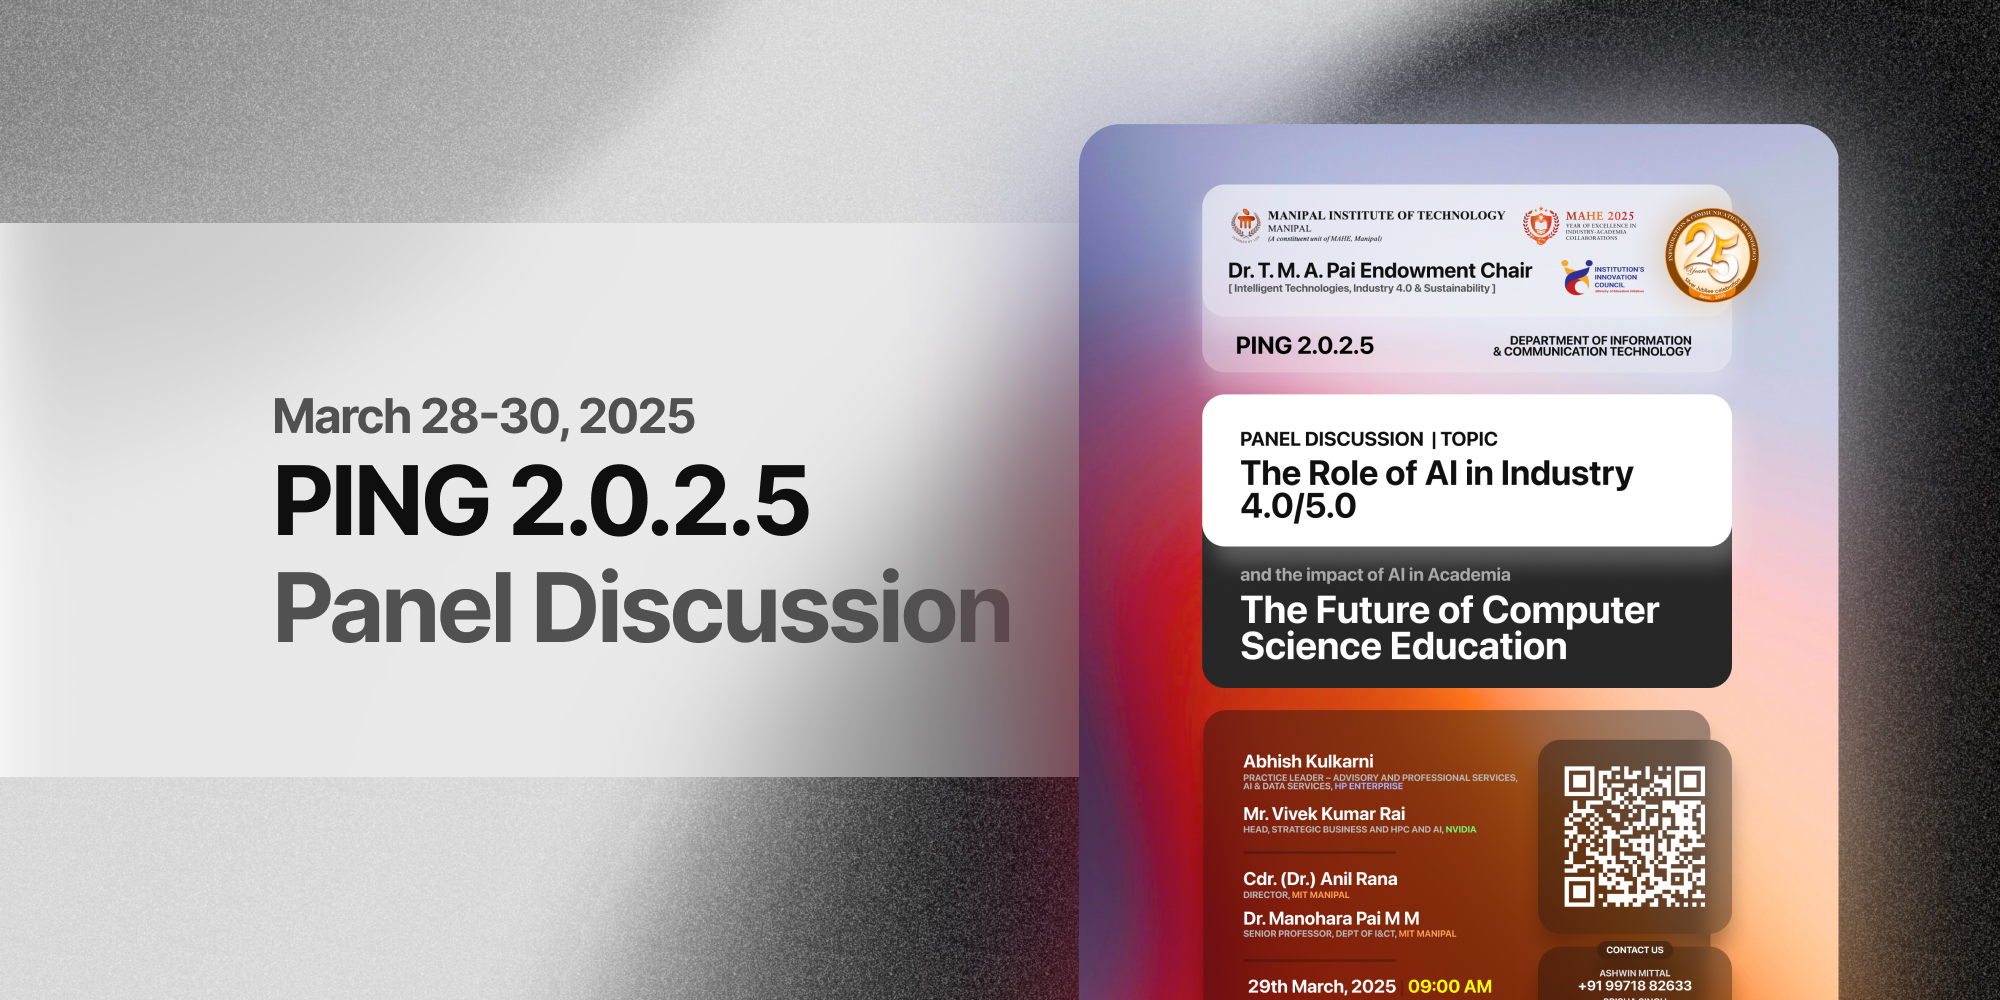 March 28-30, 2025
PING 2.0.2.5
Panel Discussion
MANIPAL INSTITUTE OF TECHNOLOGY
MANIPAL
(A constituent unit of MAHE, Manipal)
MAHE 2025
YEAR OF EXCELLENCE IN
INDUSTRY-ACADEMIA
COLLABORATIONS
INFORMATION & COMMUNICATION TECHNOLOGY
25
Years
Silver Jubilee celebration
Dr. T. M. A. Pai Endowment Chair
[ Intelligent Technologies, Industry 4.0 & Sustainability ]
INSTITUTION'S
INNOVATION
COUNCIL
PING 2.0.2.5
DEPARTMENT OF INFORMATION
& COMMUNICATION TECHNOLOGY
PANEL DISCUSSION | TOPIC
The Role of AI in Industry
4.0/5.0
and the impact of AI in Academia
The Future of Computer
Science Education
Abhish Kulkarni
PRACTICE LEADER – ADVISORY AND PROFESSIONAL SERVICES,
AI & DATA SERVICES, HP ENTERPRISE
Mr. Vivek Kumar Rai
HEAD, STRATEGIC BUSINESS AND HPC AND AI, NVIDIA
Cdr. (Dr.) Anil Rana
DIRECTOR, MIT MANIPAL
Dr. Manohara Pai M M
SENIOR PROFESSOR, DEPT OF I&CT, MIT MANIPAL
29th March, 2025 09:00 AM
CONTACT US
ASHWIN MITTAL
+91 99718 82633